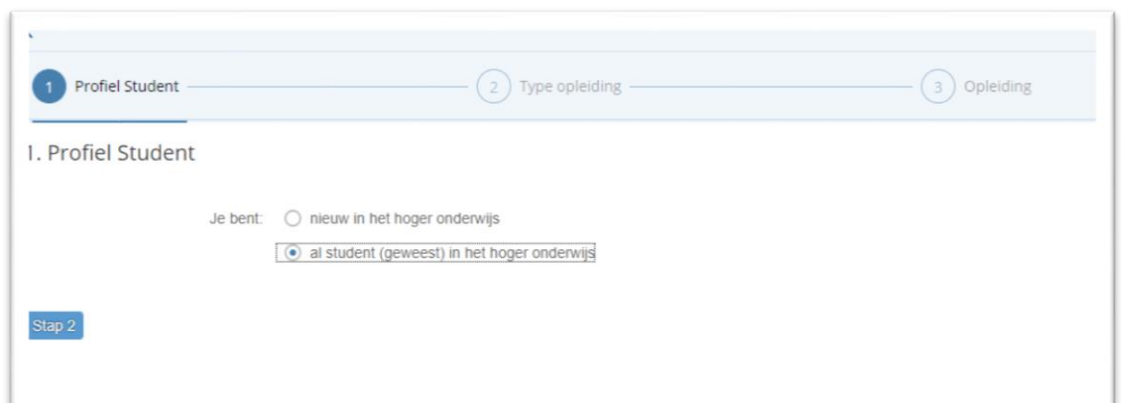 1 Profiel Student 2 Type opleiding 3 Opleiding
1. Profiel Student
Je bent: nieuw in het hoger onderwijs
al student (geweest) in het hoger onderwijs
Stap 2